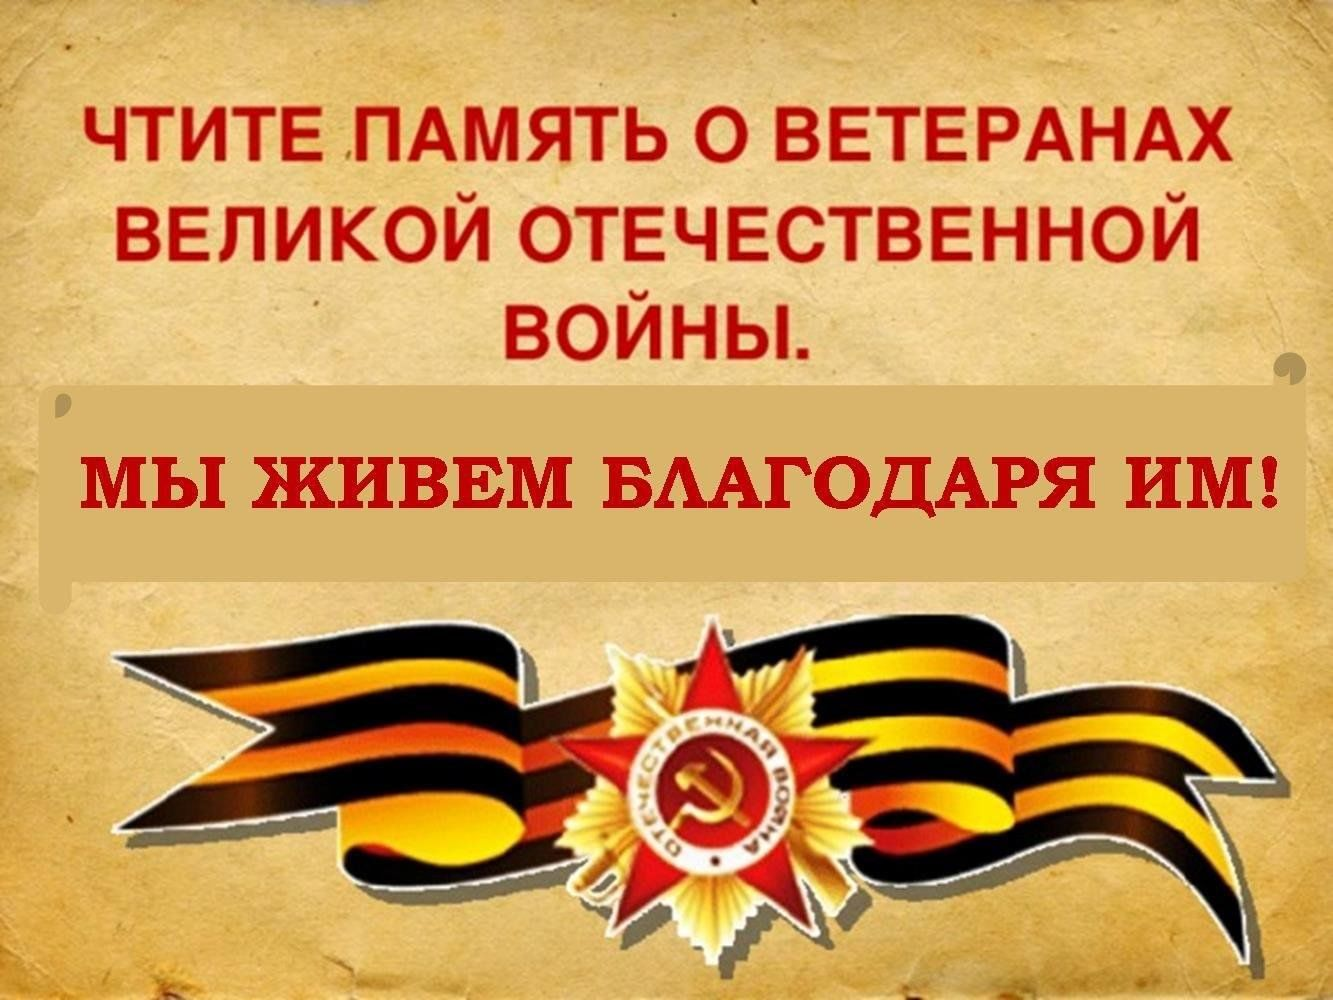 ЧТИТЕ ПАМЯТЬ О ВЕТЕРАНАХ
ВЕЛИКОЙ ОТЕЧЕСТВЕННОЙ
ВОЙНЫ.
МЫ ЖИВЕМ БЛАГОДАРЯ ИМ!
ОТЕЧЕСТВЕННАЯ ВОЙНА